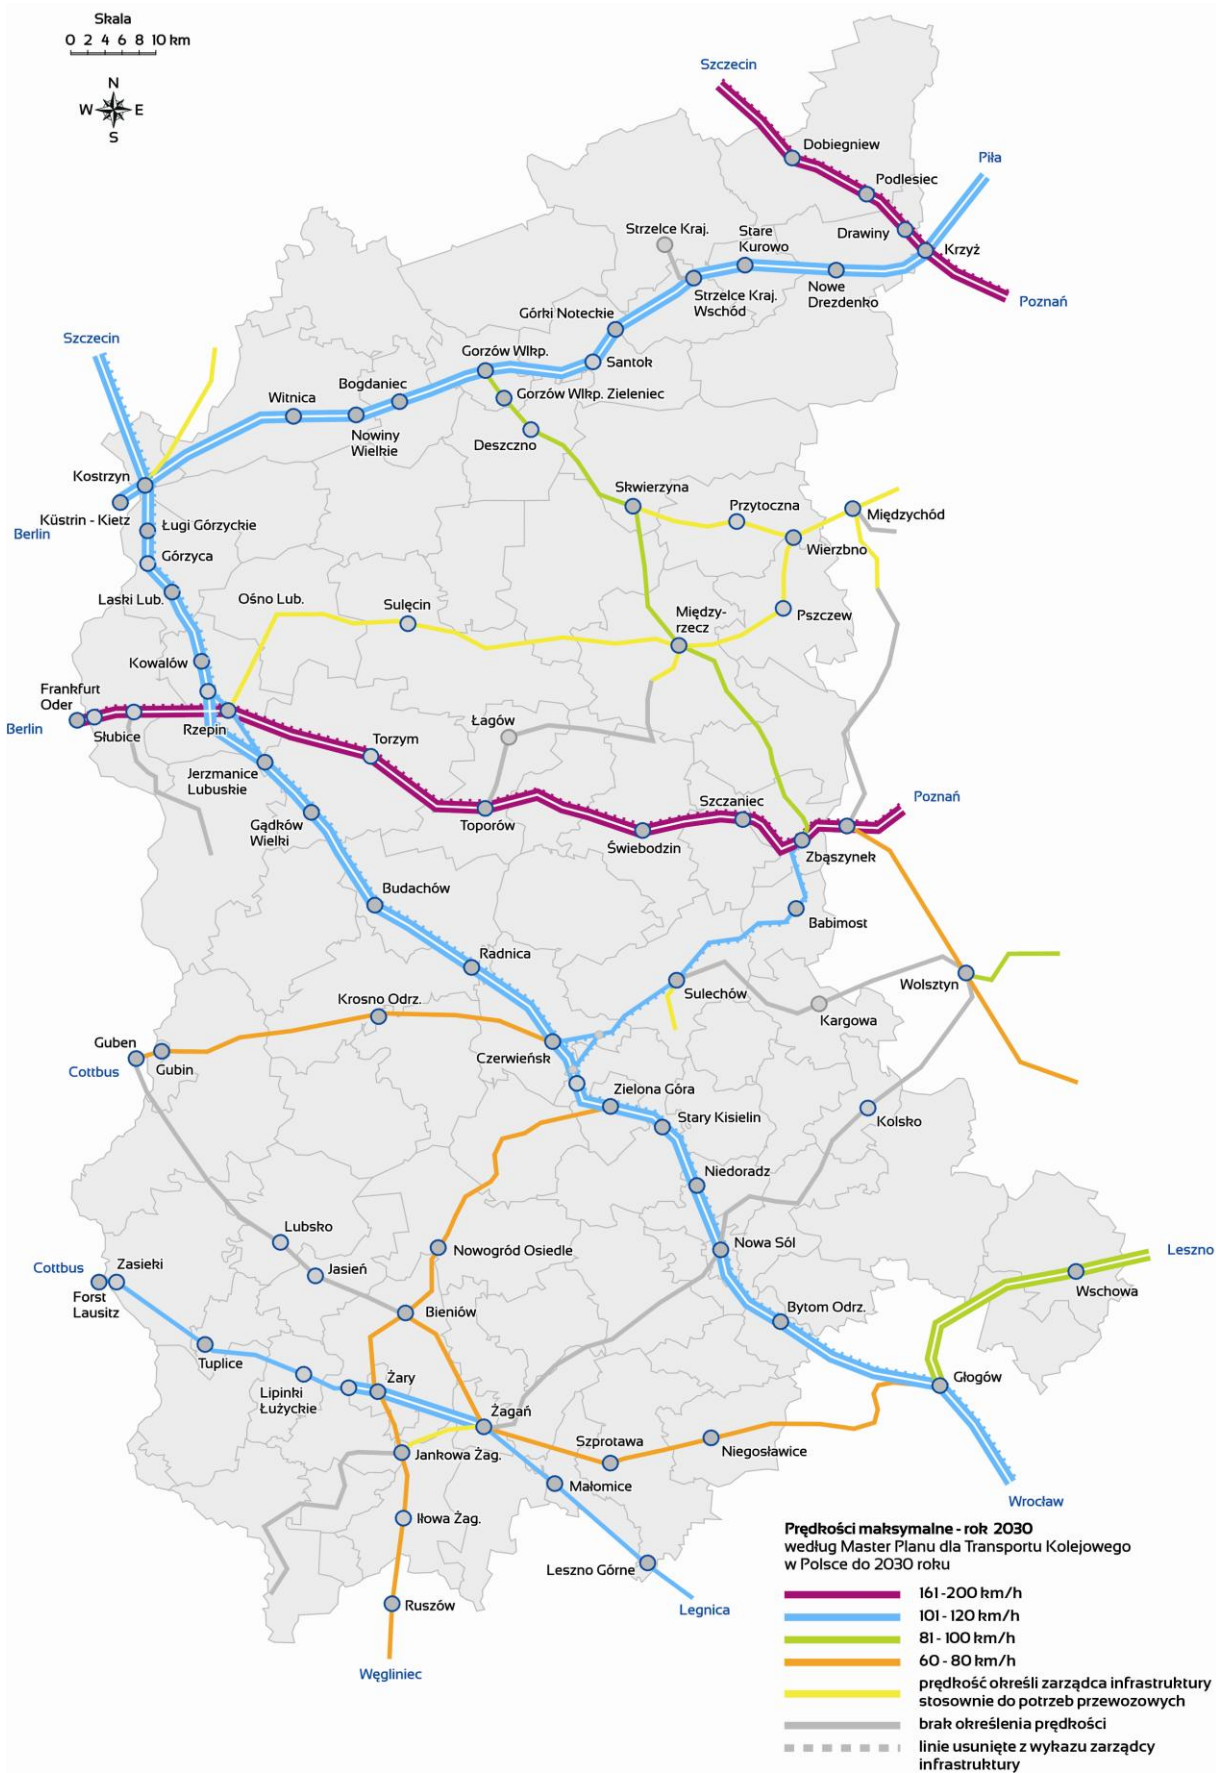 Skala
0 2 4 6 8 10 km
N
W E
S
Szczecin
Dobiegniew
Piła
Podlesiec
Strzelce Kraj.
Stare
Kurowo
Drawiny
Krzyż
Strzelce Kraj.
Wschód
Nowe
Drezdenko
Poznań
Górki Noteckie
Szczecin
Gorzów Wlkp.
Santok
Bogdaniec
Witnica
Gorzów Wlkp. Zieleniec
Nowiny
Wielkie
Deszczno
Kostrzyn
Skwierzyna
Przytoczna
Międzychód
Küstrin - Kietz
Berlin
Ługi Górzyckie
Wierzbno
Górzyca
Laski Lub.
Ośno Lub.
Sulęcin
Między-
rzecz
Pszczew
Kowalów
Frankfurt
Oder
Berlin
Słubice
Rzepin
Łagów
Torzym
Jerzmanice
Lubuskie
Poznań
Szczaniec
Gądków
Wielki
Toporów
Świebodzin
Zbąszynek
Budachów
Babimost
Radnica
Sulechów
Wolsztyn
Krosno Odrz.
Kargowa
Guben
Cottbus
Gubin
Czerwieńsk
Zielona Góra
Stary Kisielin
Kolsko
Niedoradz
Lubsko
Nowogród Osiedle
Nowa Sól
Leszno
Cottbus
Zasieki
Jasień
Forst
Lausitz
Wschowa
Bieniów
Bytom Odrz.
Tuplice
Głogów
Lipinki
Łużyckie
Żary
Żagań
Szprotawa
Niegosławice
Jankowa Żag.
Małomice
Wrocław
Iłowa Żag.
Leszno Górne
Ruszów
Legnica
Węgliniec
Prędkości maksymalne - rok 2030
według Master Planu dla Transportu Kolejowego
w Polsce do 2030 roku
161 -200 km/h
101 - 120 km/h
81 - 100 km/h
60 - 80 km/h
prędkość określi zarządca infrastruktury
stosownie do potrzeb przewozowych
brak określenia prędkości
linie usunięte z wykazu zarządcy
infrastruktury